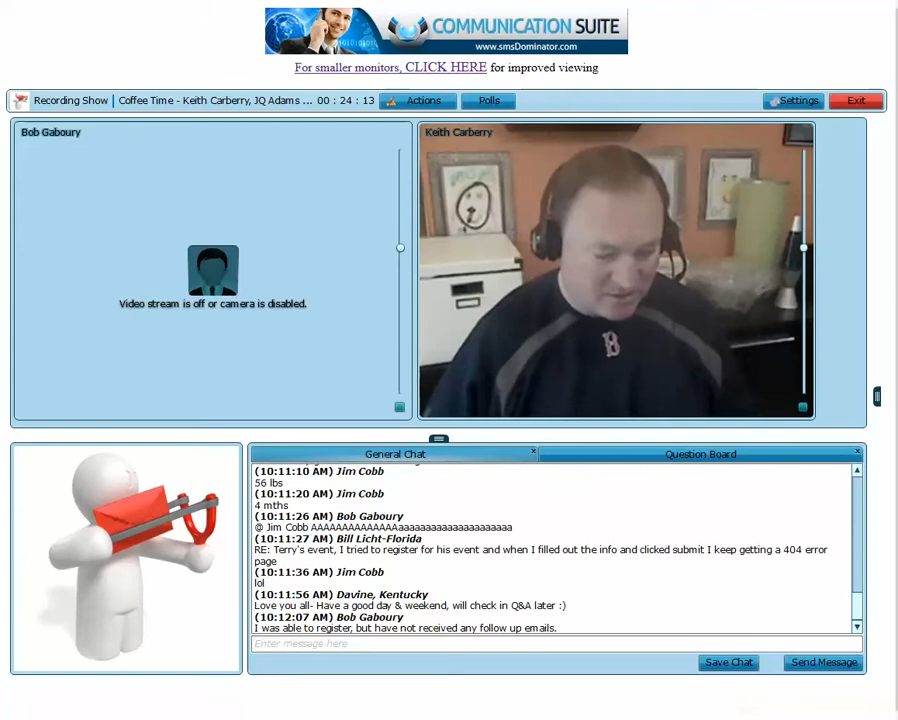 COMMUNICATION SUITE
www.smsDominator.com
For smaller monitors, CLICK HERE for improved viewing
Recording Show | Coffee Time - Keith Carberry, JQ Adams ... 00 : 24 : 13 Actions Polls Settings Exit
Bob Gaboury
Keith Carberry
Video stream is off or camera is disabled.
B
General Chat x Question Board x
(10:11:10 AM) Jim Cobb
56 lbs
(10:11:20 AM) Jim Cobb
4 mths
(10:11:26 AM) Bob Gaboury
@ Jim Cobb AAAAAAAAAAAAAAaaaaaaaaaaaaaaaaaaaa
(10:11:27 AM) Bill Licht-Florida
RE: Terry's event, I tried to register for his event and when I filled out the info and clicked submit I keep getting a 404 error
page
(10:11:36 AM) Jim Cobb
lol
(10:11:56 AM) Davine, Kentucky
Love you all- Have a good day & weekend, will check in Q&A later :)
(10:12:07 AM) Bob Gaboury
I was able to register, but have not received any follow up emails.
Enter message here
Save Chat Send Message